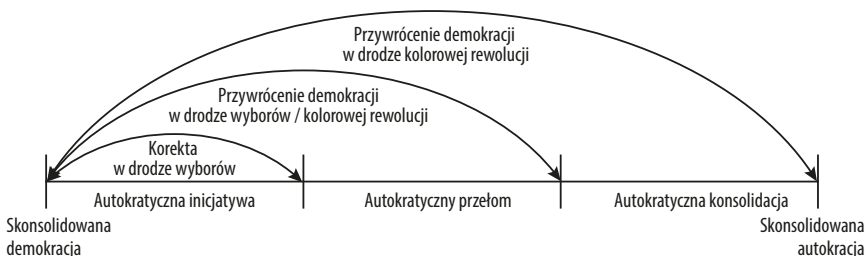 Przywrócenie demokracji
w drodze kolorowej rewolucji
Przywrócenie demokracji
w drodze wyborów / kolorowej rewolucji
Korekta
w drodze wyborów
Autokratyczna inicjatywa
Autokratyczny przełom
Autokratyczna konsolidacja
Skonsolidowana
demokracja
Skonsolidowana
autokracja